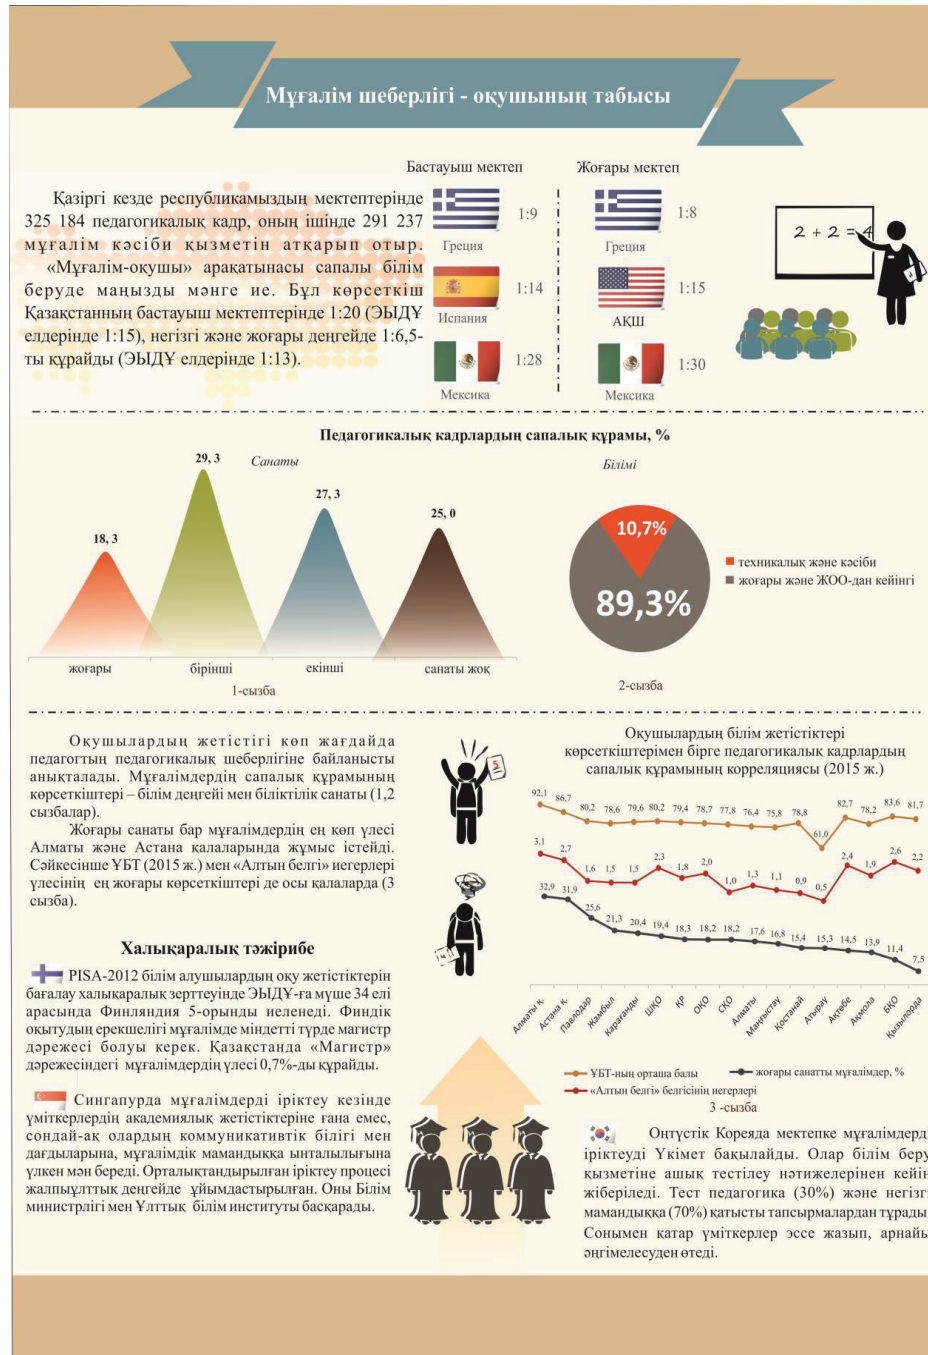 Мұғалім шеберлігі - оқушының табысы
Қазіргі кезде республикамыздың мектептерінде
325 184 педагогикалық кадр, оның ішінде 291 237
мұғалім кәсіби қызметін атқарып отыр.
«Мұғалім-оқушы» арақатынасы сапалы білім
беруде маңызды мәнге ие. Бұл көрсеткіш
Қазақстанның бастауыш мектептерінде 1:20 (ЭЫДҰ
елдерінде 1:15), негізгі және жоғары деңгейде 1:6,5-
ты құрайды (ЭЫДҰ елдерінде 1:13).
Бастауыш мектеп
1:9
Греция
1:14
Испания
1:28
Мексика
Жоғары мектеп
1:8
Греция
1:15
АҚШ
1:30
Мексика
2 + 2 = 4
Педагогикалық кадрлардың сапалық құрамы, %
Санаты
18, 3
29, 3
27, 3
25, 0
жоғары
бірінші
екінші
санаты жоқ
1-сызба
Білімі
10,7%
89,3%
техникалық және кәсіби
жоғары және ЖОО-дан кейінгі
2-сызба
Оқушылардың жетістігі көп жағдайда
педагогтың педагогикалық шеберлігіне байланысты
анықталады. Мұғалімдердің сапалық құрамының
көрсеткіштері – білім деңгейі мен біліктілік санаты (1,2
сызбалар).
Жоғары санаты бар мұғалімдердің ең көп үлесі
Алматы және Астана қалаларында жұмыс істейді.
Сәйкесінше ҰБТ (2015 ж.) мен «Алтын белгі» иегерлері
үлесінің ең жоғары көрсеткіштері де осы қалаларда (3
сызба).
5
Оқушылардың білім жетістіктері
көрсеткіштерімен бірге педагогикалық кадрлардың
сапалық құрамының корреляциясы (2015 ж.)
92,1 86,7 80,2 78,6 79,6 80,2 79,4 78,7 77,8 76,4 75,8 78,8 61,0 82,7 78,2 83,6 81,7
3,1 2,7 1,6 1,5 1,5 2,3 1,8 2,0 1,0 1,3 1,1 0,9 0,5 2,4 1,9 2,6 2,2
32,9 31,9 25,6 21,3 20,4 19,4 18,3 18,2 18,2 17,6 16,8 15,4 15,3 14,5 13,9 11,4 7,5
Алматы қ. Астана қ. Павлодар Жамбыл Қарағанды ШҚО ҚР ОҚО СҚО Алматы Маңғыстау Қостанай Атырау Ақтөбе Ақмола БҚО Қызылорда
ҰБТ-ның орташа балы
жоғары санатты мұғалімдер, %
«Алтын белгі» белгісінің иегерлері
3 -сызба
Халықаралық тәжірибе
PISA-2012 білім алушылардың оқу жетістіктерін
бағалау халықаралық зерттеуінде ЭЫДҰ-ға мүше 34 елі
арасында Финляндия 5-орынды иеленеді. Финдік
оқытудың ерекшелігі мұғалімде міндетті түрде магистр
дәрежесі болуы керек. Қазақстанда «Магистр»
дәрежесіндегі мұғалімдердің үлесі 0,7%-ды құрайды.
Сингапурда мұғалімдерді іріктеу кезінде
үміткерлердің академиялық жетістіктеріне ғана емес,
сондай-ақ олардың коммуникативтік білігі мен
дағдыларына, мұғалімдік мамандыққа ынталылығына
үлкен мән береді. Орталықтандырылған іріктеу процесі
жалпыұлттық деңгейде ұйымдастырылған. Оны Білім
министрлігі мен Ұлттық білім институты басқарады.
Оңтүстік Кореяда мектепке мұғалімдерд
іріктеуді Үкімет бақылайды. Олар білім беру
қызметіне ашық тестілеу нәтижелерінен кейін
жіберіледі. Тест педагогика (30%) және негізг
мамандыққа (70%) қатысты тапсырмалардан тұрады
Сонымен қатар үміткерлер эссе жазып, арнайы
әңгімелесуден өтеді.